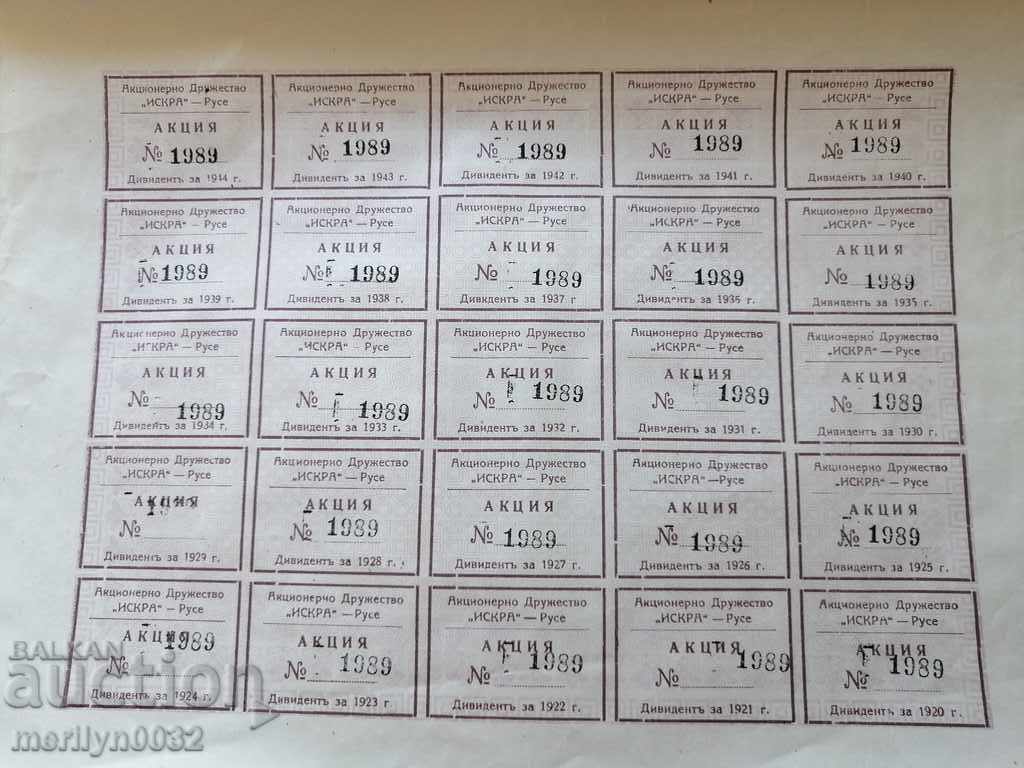 Акционерно Дружество
„ИСКРА“ — Русе
АКЦИЯ
№ 1989
Дивидентъ за 1944 г.
Акционерно Дружество
„ИСКРА“ — Русе
АКЦИЯ
№ 1989
Дивидентъ за 1943 г.
Акционерно Дружество
„ИСКРА“ — Русе
АКЦИЯ
№ 1989
Дивидентъ за 1942 г.
Акционерно Дружество
„ИСКРА“ — Русе
АКЦИЯ
№ 1989
Дивидентъ за 1941 г.
Акционерно Дружество
„ИСКРА“ — Русе
АКЦИЯ
№ 1989
Дивидентъ за 1940 г.
Акционерно Дружество
„ИСКРА“ — Русе
АКЦИЯ
№ 1989
Дивидентъ за 1939 г.
Акционерно Дружество
„ИСКРА“ — Русе
АКЦИЯ
№ 1989
Дивидентъ за 1938 г.
Акционерно Дружество
„ИСКРА“ — Русе
АКЦИЯ
№ 1989
Дивидентъ за 1937 г
Акционерно Дружестко
„ИСКРА“ — Русе
АКЦИЯ
№ 1989
Дивидентъ за 1936 г.
Акционерно Дружество
„ИСКРА“ — Русе
АКЦИЯ
№ 1989
Дивидентъ за 1935 г.
Акционерно Дружество
„ИСКРА“ — Русе
АКЦИЯ
№ 1989
Дивидентъ за 1934 г.
Акционерно Дружество
„ИСКРА“ — Русе
АКЦИЯ
№ 1989
Дивидентъ за 1933 г.
Акционерно Дружество
„ИСКРА“ — Русе
АКЦИЯ
№ 1989
Дивидентъ за 1932 г.
Акционерно Дружество
„ИСКРА“ — Русе
АКЦИЯ
№ 1989
Дивидентъ за 1931 г.
Акционерно Дружество
„ИСКРА“ — Русе
АКЦИЯ
№ 1989
Дивидентъ за 1930 г.
Акционерно Дружество
„ИСКРА“ — Русе
АКЦИЯ
№
Дивидентъ за 1929 г.
Акционерно Дружество
„ИСКРА“ — Русе
АКЦИЯ
№ 1989
Дивидентъ за 1928 г.
Акционерно Дружество
„ИСКРА“ — Русе
АКЦИЯ
№ 1989
Дивидентъ за 1927 г.
Акционерно Дружество
„ИСКРА“ — Русе
АКЦИЯ
№ 1989
Дивидентъ за 1926 г.
Акционерно Дружество
„ИСКРА“ — Русе
АКЦИЯ
№ 1989
Дивидентъ за 1925 г.
Акционерно Дружество
„ИСКРА“ — Русе
АКЦИЯ 1989
№
Дивидентъ за 1924 г.
Акционерно Дружество
„ИСКРА“ — Русе
АКЦИЯ
№ 1989
Дивидентъ за 1923 г
Акционерно Дружество
„ИСКРА“ — Русе
АКЦИЯ
№ 1989
Дивидентъ за 1922 г.
Акционерно Дружество
„ИСКРА“ — Русе
АКЦИЯ
№ 1989
Дивидентъ за 1921 г.
Акционерно Дружество
„ИСКРА“ — Русе
АКЦИЯ
№ 1989
Дивидентъ за 1920 г.
BALKAN
auction
merilyn0032